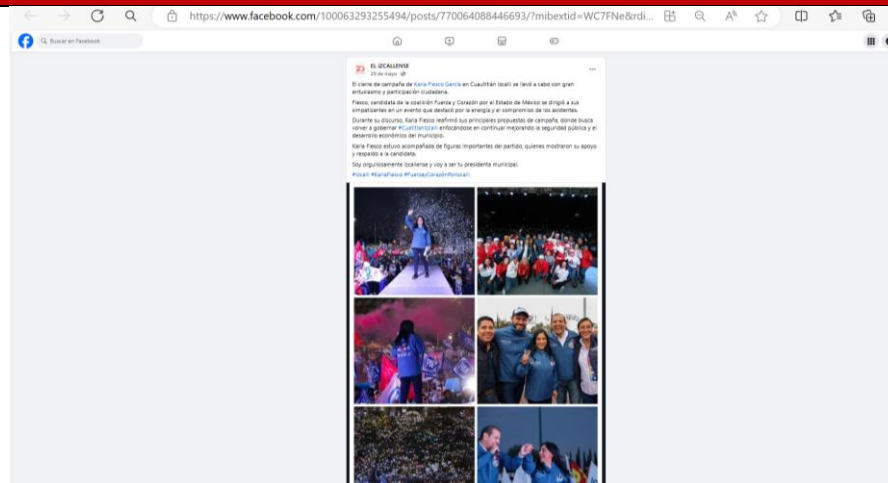 https://www.facebook.com/100063293255494/posts/770064088446693/?mibextid=WC7FNe&rdi...
Buscar en Facebook
EL IZCALLENSE
29 de mayo
El cierre de campaña de Karla Fiesco García en Cuautitlán Izcalli se llevó a cabo con gran
entusiasmo y participación ciudadana.
Fiesco, candidata de la coalición Fuerza y Corazón por el Estado de México se dirigió a sus
simpatizantes en un evento que destacó por la energía y el compromiso de los asistentes.
Durante su discurso, Karla Fiesco reafirmó sus principales propuestas de campaña, donde busca
volver a gobernar #CuatitlanIzcalli enfocándose en continuar mejorando la seguridad pública y el
desarrollo económico del municipio.
Karla Fiesco estuvo acompañada de figuras importantes del partido, quienes mostraron su apoyo
y respaldo a la candidata.
Soy orgullosamente izcallense y voy a ser tu presidenta municipal.
#Izcalli #KarlaFiesco #FuerzayCorazónPorIzcalli